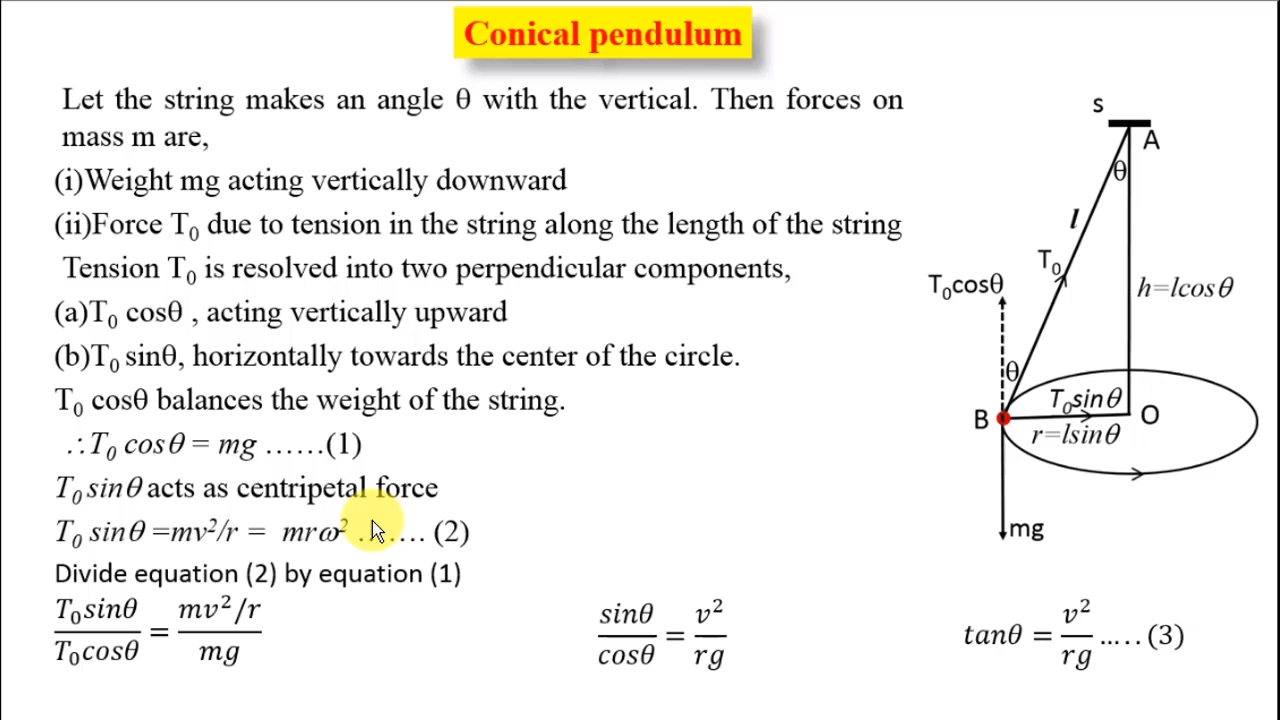 Conical pendulum
Let the string makes an angle θ with the vertical. Then forces on
mass m are,
(i)Weight mg acting vertically downward
(ii)Force T₀ due to tension in the string along the length of the string
Tension T₀ is resolved into two perpendicular components,
(a)T₀ cosθ , acting vertically upward
(b)T₀ sinθ, horizontally towards the center of the circle.
T₀ cosθ balances the weight of the string.
∴T₀ cosθ = mg ……(1)
T₀ sinθ acts as centripetal force
T₀ sinθ =mv²/r = mrω² ……. (2)
Divide equation (2) by equation (1)
T₀sinθ/T₀cosθ = mv²/r/mg
sinθ/cosθ = v²/rg
tanθ = v²/rg ….. (3)
s
A
θ
l
T₀
T₀cosθ
h=lcosθ
θ
T₀sinθ
B
O
r=lsinθ
mg